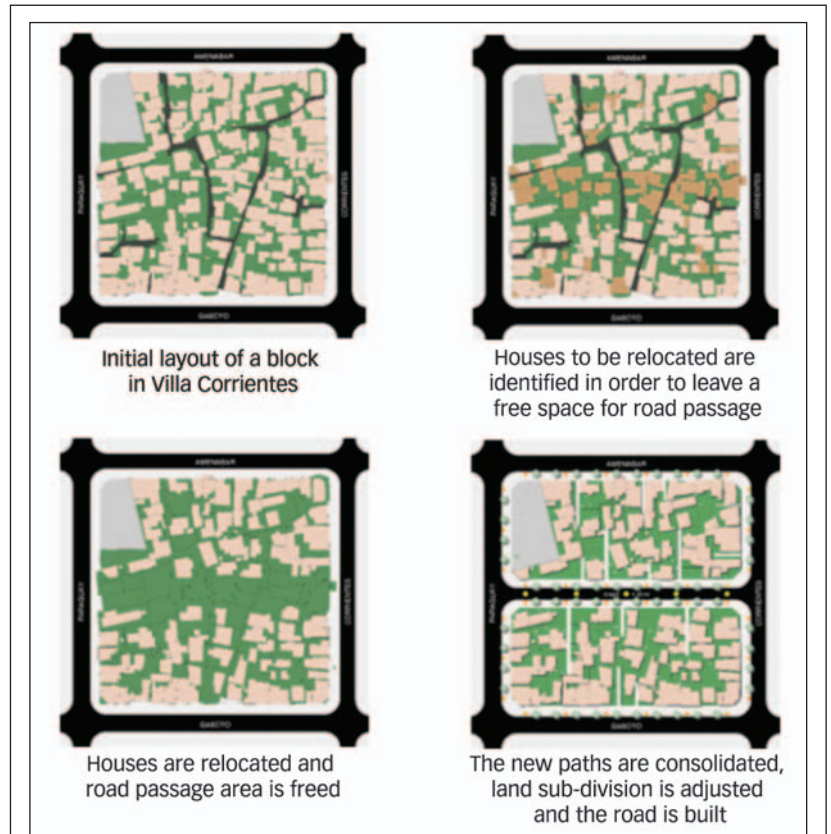 AMENABAR
PARAGUAY
CORRIENTES
GABOTO
Initial layout of a block
in Villa Corrientes
AMENABAR
PARAGUAY
CORRIENTES
GABOTO
Houses to be relocated are
identified in order to leave a
free space for road passage
AMENABAR
PARAGUAY
CORRIENTES
GABOTO
Houses are relocated and
road passage area is freed
AMENABAR
PARAGUAY
CORRIENTES
GABOTO
The new paths are consolidated,
land sub-division is adjusted
and the road is built